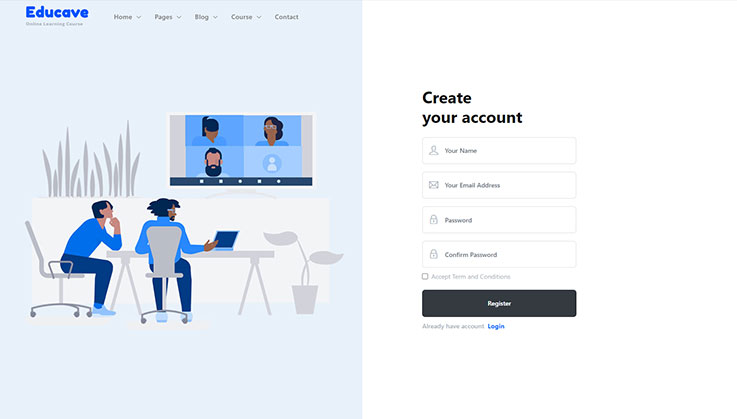 Educave
Online Learning Course
Home Pages Blog Course Contact
Create
your account
Your Name
Your Email Address
Password
Confirm Password
Accept Term and Conditions
Register
Already have account Login